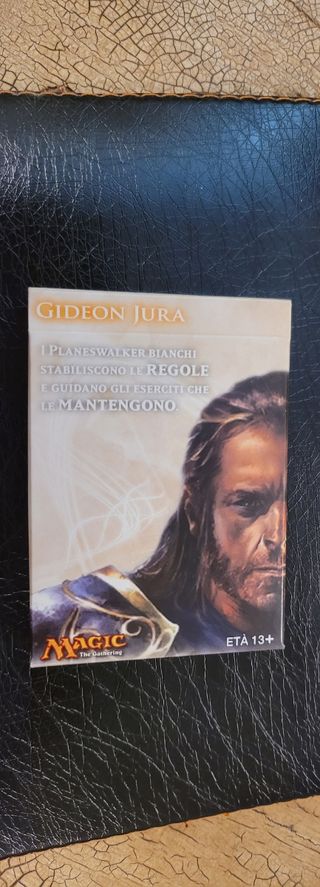 GIDEON JURA
I PLANESWALKER BIANCHI
STABILISCONO LE REGOLE
E GUIDANO GLI ESERCITI CHE
LE MANTENGONO.
MAGIC
The Gathering
ETÀ 13+